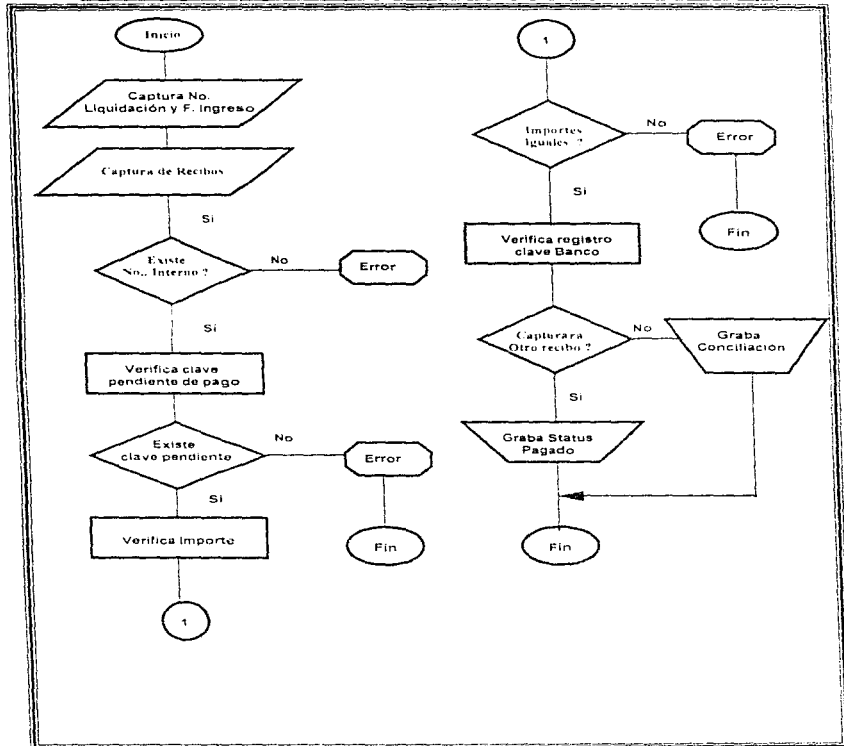 Inicio
Captura No.
Liquidación y F. Ingreso
Captura de Recibos
Si
Existe
No.. Interno ?
No
Error
Si
Verifica clave
pendiente de pago
Existe
clave pendiente
No
Error
Si
Fin
Verifica Importe
1
1
Importes
Iguales ?
No
Error
Si
Fin
Verifica registro
clave Banco
Capturara
Otro recibo ?
No
Graba
Conciliación
Si
Graba Status
Pagado
Fin